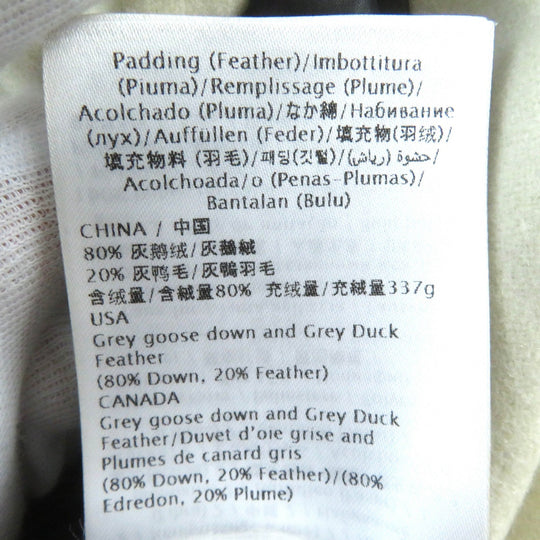 Padding (Feather)/Imbottitura
(Piuma)/Remplissage (Plume)/
Acolchado (Pluma)/なか綿/Набивание
(лух)/Auffullen (Feder)/填充物(羽绒)/
填充物料 (羽毛)/패딩(깃털)/حشوة (رياش)/
Acolchoada/o (Penas-Plumas)/
Bantalan (Bulu)
CHINA / 中国
80% 灰鹅绒/灰鵝絨
20% 灰鸭毛/灰鴨羽毛
含绒量/含絨量80% 充绒量/充絨量337g
USA
Grey goose down and Grey Duck
Feather
(80% Down, 20% Feather)
CANADA
Grey goose down and Grey Duck
Feather/Duvet d'oie grise and
Plumes de canard gris
(80% Down, 20% Feather)/(80%
Edredon, 20% Plume)